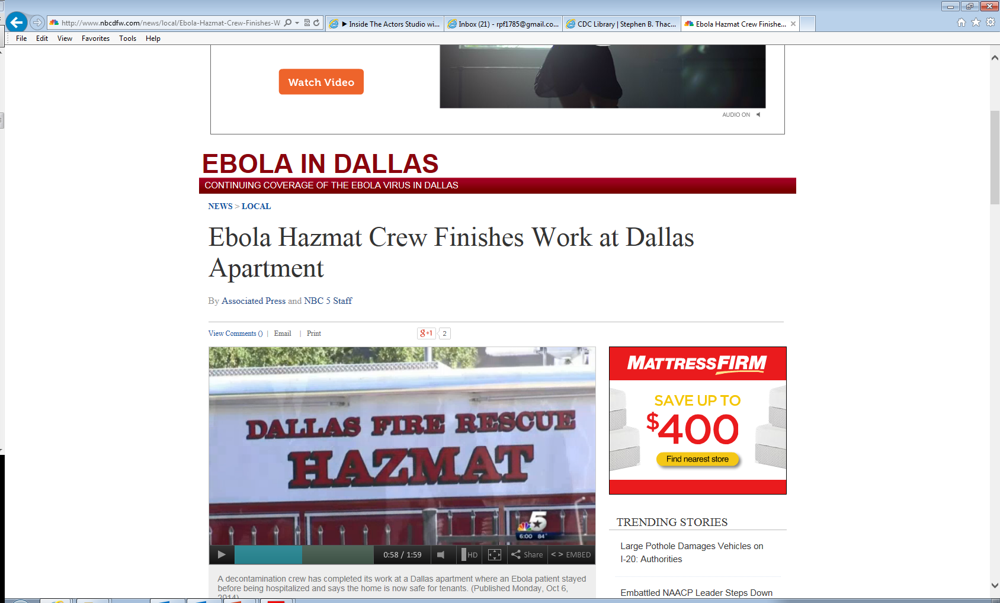 http://www.nbcdfw.com/news/local/Ebola-Hazmat-Crew-Finishes-W
► Inside The Actors Studio wi...
Inbox (21) - rpf1785@gmail.co...
CDC Library | Stephen B. Thac...
Ebola Hazmat Crew Finishe...
File Edit View Favorites Tools Help
Watch Video
AUDIO ON
EBOLA IN DALLAS
CONTINUING COVERAGE OF THE EBOLA VIRUS IN DALLAS
NEWS > LOCAL
Ebola Hazmat Crew Finishes Work at Dallas
Apartment
By Associated Press and NBC 5 Staff
View Comments () | Email | Print
g+1 2
DALLAS FIRE RESCUE
HAZMAT
5
6:00 84°
0:58 / 1:59 HD Share < > EMBED
A decontamination crew has completed its work at a Dallas apartment where an Ebola patient stayed
before being hospitalized and says the home is now safe for tenants. (Published Monday, Oct 6,
2014)
MATTRESSFIRM
SAVE UP TO
$400
Find nearest store
TRENDING STORIES
Large Pothole Damages Vehicles on
I-20: Authorities
Embattled NAACP Leader Steps Down